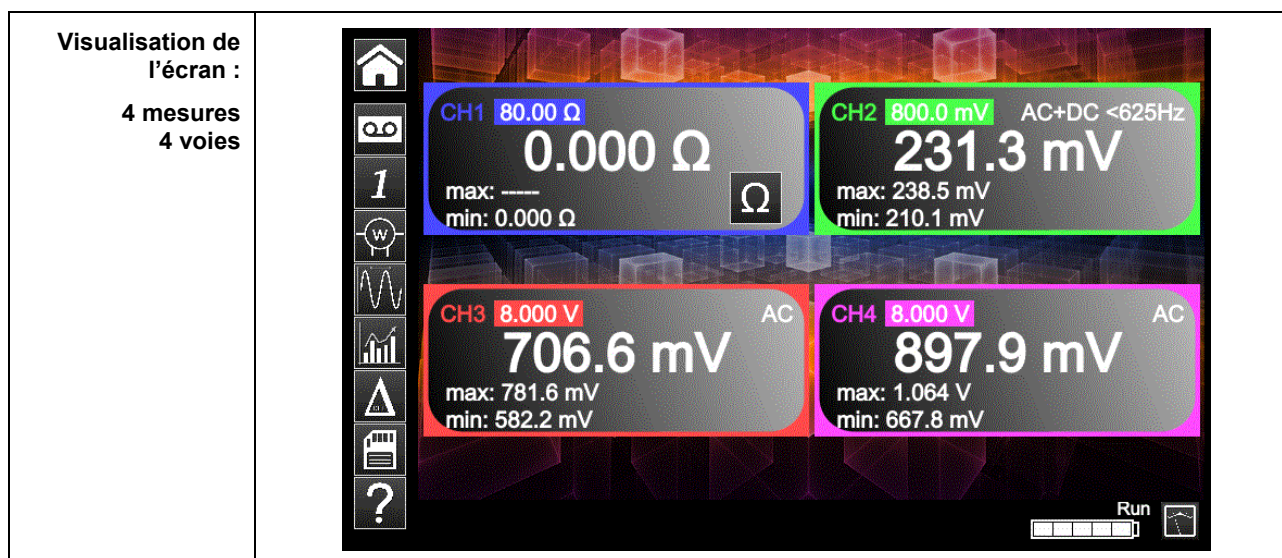 Visualisation de
l'écran :
4 mesures
4 voies
1
W
CH1 80.00 Ω
0.000 Ω
max: -----
min: 0.000 Ω
Ω
CH2 800.0 mV AC+DC <625Hz
231.3 mV
max: 238.5 mV
min: 210.1 mV
CH3 8.000 V AC
706.6 mV
max: 781.6 mV
min: 582.2 mV
CH4 8.000 V AC
897.9 mV
max: 1.064 V
min: 667.8 mV
?
Run